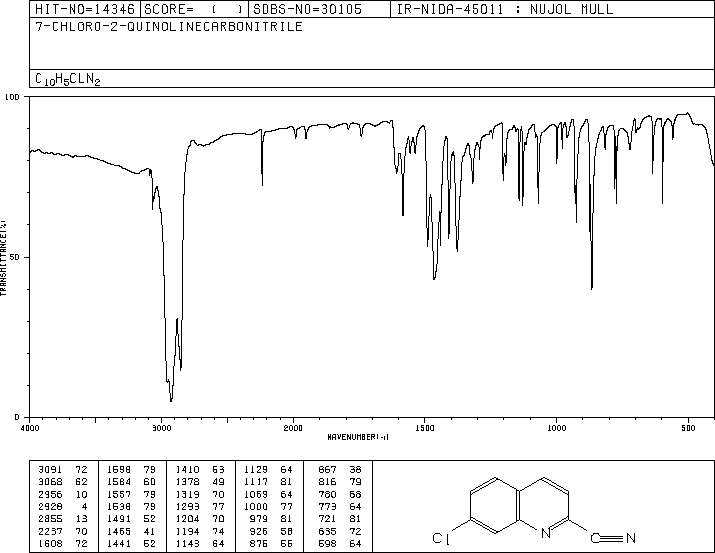 HIT-NO=14346 SCORE= ( ) SDBS-NO=30105 IR-NIDA-45011 : NUJOL MULL
7-CHLORO-2-QUINOLINECARBONITRILE
C10H5CLN2
100
50
0
TRANSMITTANCE(%)
4000 3000 2000 1500 1000 500
WAVENUMBER(-1)
3091 72 1598 79 1410 53 1129 64 867 38
3068 62 1584 60 1378 49 1117 81 816 79
2956 10 1557 79 1319 70 1069 64 780 68
2928 4 1538 79 1293 77 1000 77 773 64
2855 13 1491 52 1204 70 979 81 721 81
2237 70 1465 41 1194 74 926 58 635 72
1608 72 1441 52 1143 64 876 66 598 64
Cl N C N